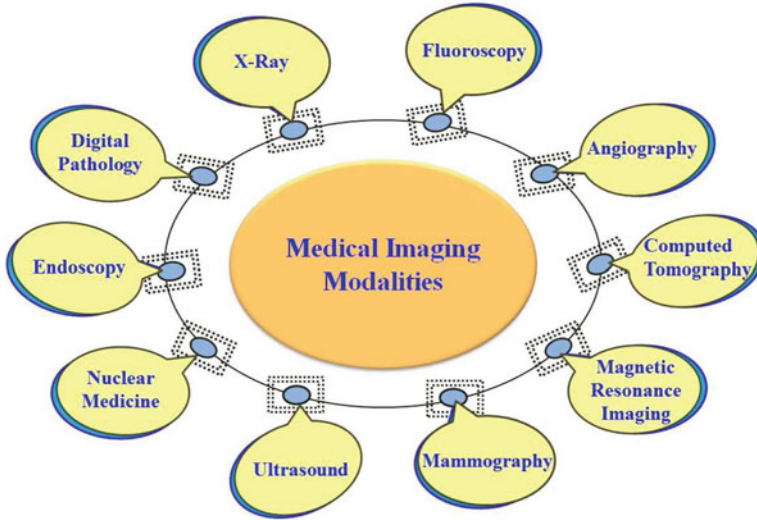 X-Ray
Fluoroscopy
Digital
Pathology
Angiography
Medical Imaging
Modalities
Endoscopy
Computed
Tomography
Nuclear
Medicine
Magnetic
Resonance
Imaging
Ultrasound
Mammography